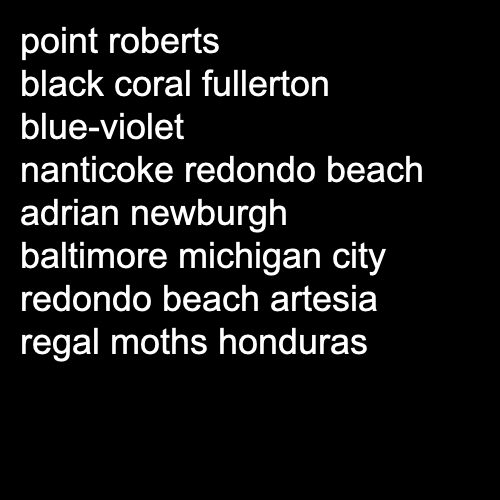 point roberts
black coral fullerton
blue-violet
nanticoke redondo beach
adrian newburgh
baltimore michigan city
redondo beach artesia
regal moths honduras